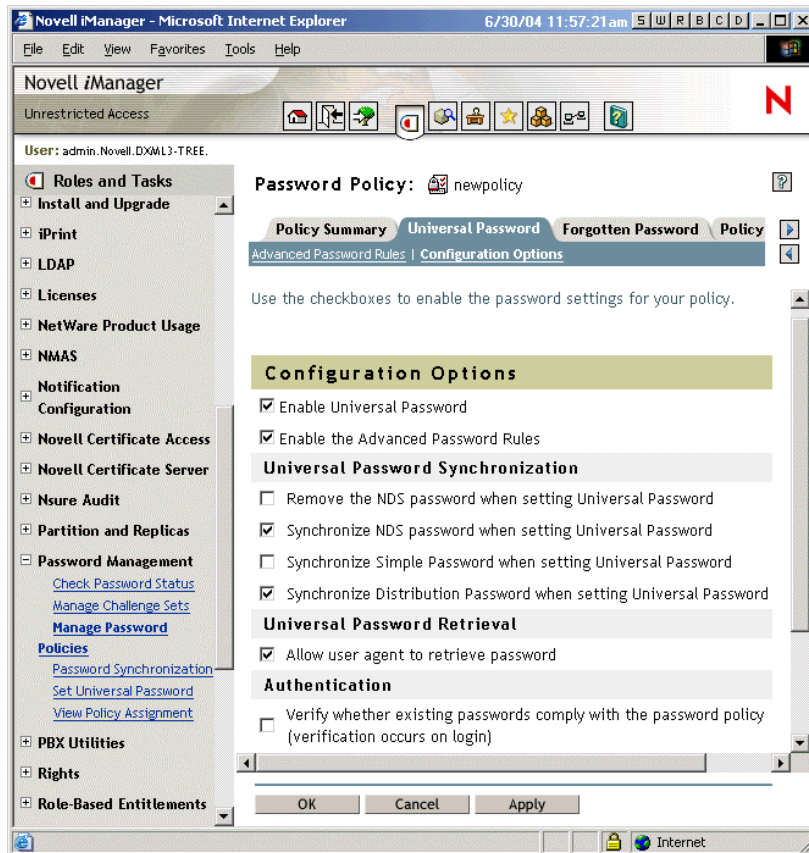 Novell iManager - Microsoft Internet Explorer
6/30/04 11:57:21am S W R B C D
File Edit View Favorites Tools Help
Novell iManager
Unrestricted Access
N
User: admin.Novell.DXML3-TREE.
Roles and Tasks
Install and Upgrade
iPrint
LDAP
Licenses
NetWare Product Usage
NMAS
Notification
Configuration
Novell Certificate Access
Novell Certificate Server
Nsure Audit
Partition and Replicas
Password Management
Check Password Status
Manage Challenge Sets
Manage Password
Policies
Password Synchronization
Set Universal Password
View Policy Assignment
PBX Utilities
Rights
Role-Based Entitlements
Password Policy: newpolicy
?
Policy Summary Universal Password Forgotten Password Policy
Advanced Password Rules | Configuration Options
Use the checkboxes to enable the password settings for your policy.
Configuration Options
Enable Universal Password
Enable the Advanced Password Rules
Universal Password Synchronization
Remove the NDS password when setting Universal Password
Synchronize NDS password when setting Universal Password
Synchronize Simple Password when setting Universal Password
Synchronize Distribution Password when setting Universal Password
Universal Password Retrieval
Allow user agent to retrieve password
Authentication
Verify whether existing passwords comply with the password policy
(verification occurs on login)
OK Cancel Apply
Internet